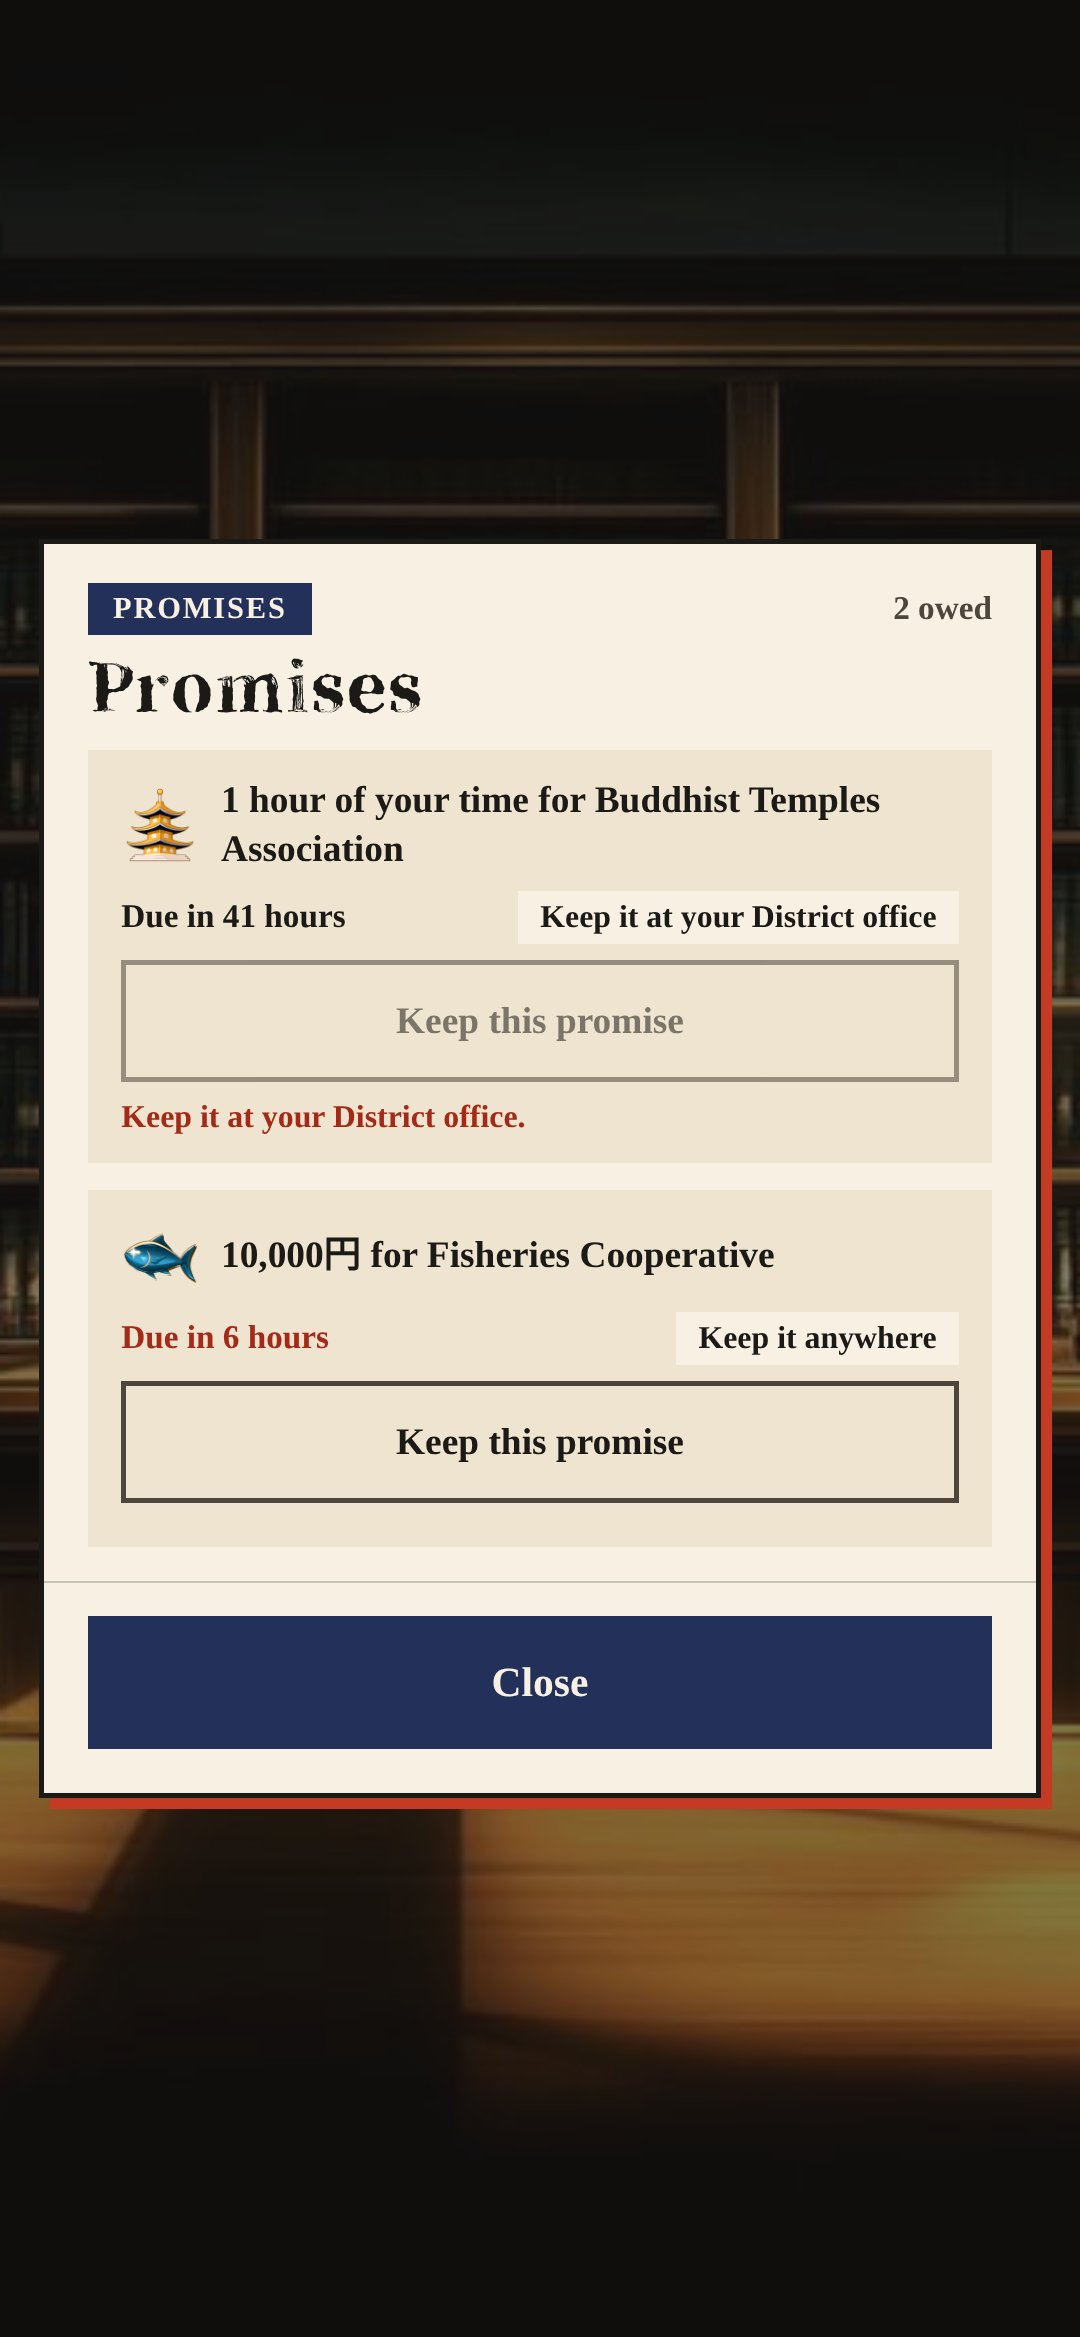 PROMISES
2 owed
Promises
1 hour of your time for Buddhist Temples
Association
Due in 41 hours
Keep it at your District office
Keep this promise
Keep it at your District office.
10,000円 for Fisheries Cooperative
Due in 6 hours
Keep it anywhere
Keep this promise
Close